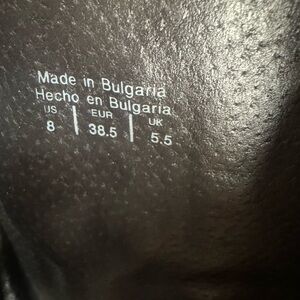 Made in Bulgaria
Hecho en Bulgaria
US | EUR | UK
8 | 38.5 | 5.5